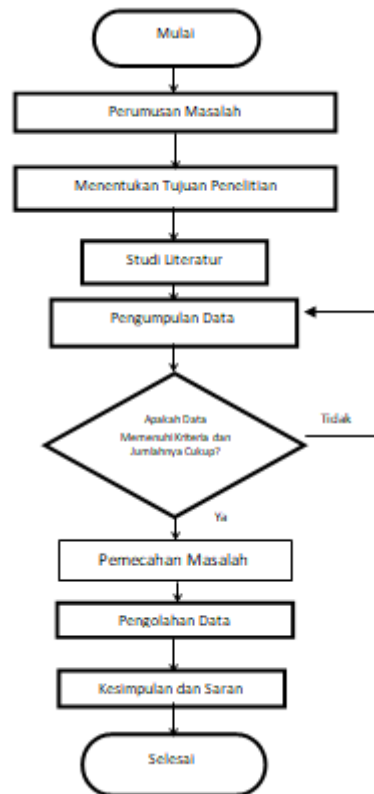 Mulai
Perumusan Masalah
Menentukan Tujuan Penelitian
Studi Literatur
Pengumpulan Data
Apakah Data
Memenuhi Kriteria dan
Jumlahnya Cukup?
Tidak
Ya
Pemecahan Masalah
Pengolahan Data
Kesimpulan dan Saran
Selesai